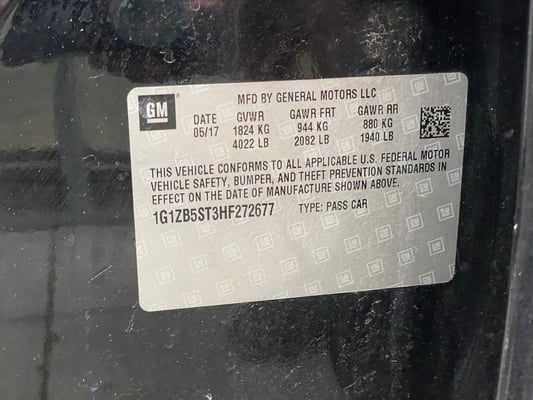 GM
MFD BY GENERAL MOTORS LLC
DATE GVWR GAWR FRT GAWR RR
05/17 1824 KG 944 KG 880 KG
4022 LB 2082 LB 1940 LB
THIS VEHICLE CONFORMS TO ALL APPLICABLE U.S. FEDERAL MOTOR
VEHICLE SAFETY, BUMPER, AND THEFT PREVENTION STANDARDS IN
EFFECT ON THE DATE OF MANUFACTURE SHOWN ABOVE.
1G1ZB5ST3HF272677 TYPE: PASS CAR